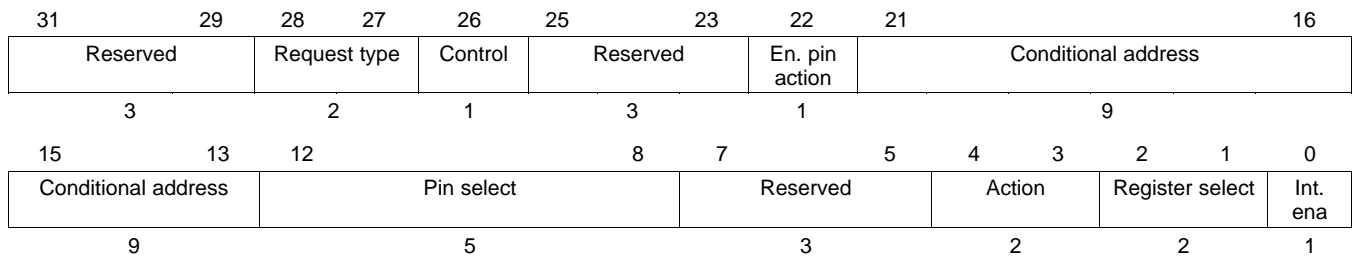 31 29 28 27 26 25 23 22 21 16
Reserved Request type Control Reserved En. pin action Conditional address
3 2 1 3 1 9
15 13 12 8 7 5 4 3 2 1 0
Conditional address Pin select Reserved Action Register select Int. ena
9 5 3 2 2 1